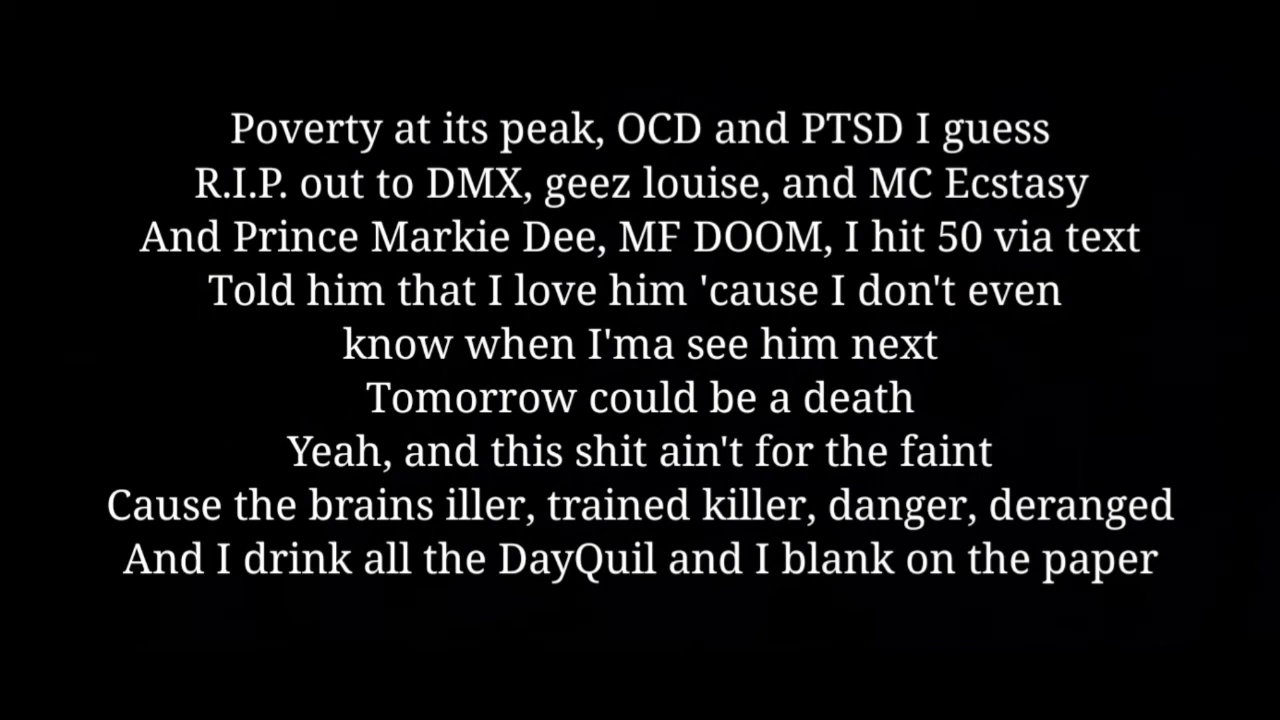 Poverty at its peak, OCD and PTSD I guess
R.I.P. out to DMX, geez louise, and MC Ecstasy
And Prince Markie Dee, MF DOOM, I hit 50 via text
Told him that I love him 'cause I don't even
know when I'ma see him next
Tomorrow could be a death
Yeah, and this shit ain't for the faint
Cause the brains iller, trained killer, danger, deranged
And I drink all the DayQuil and I blank on the paper